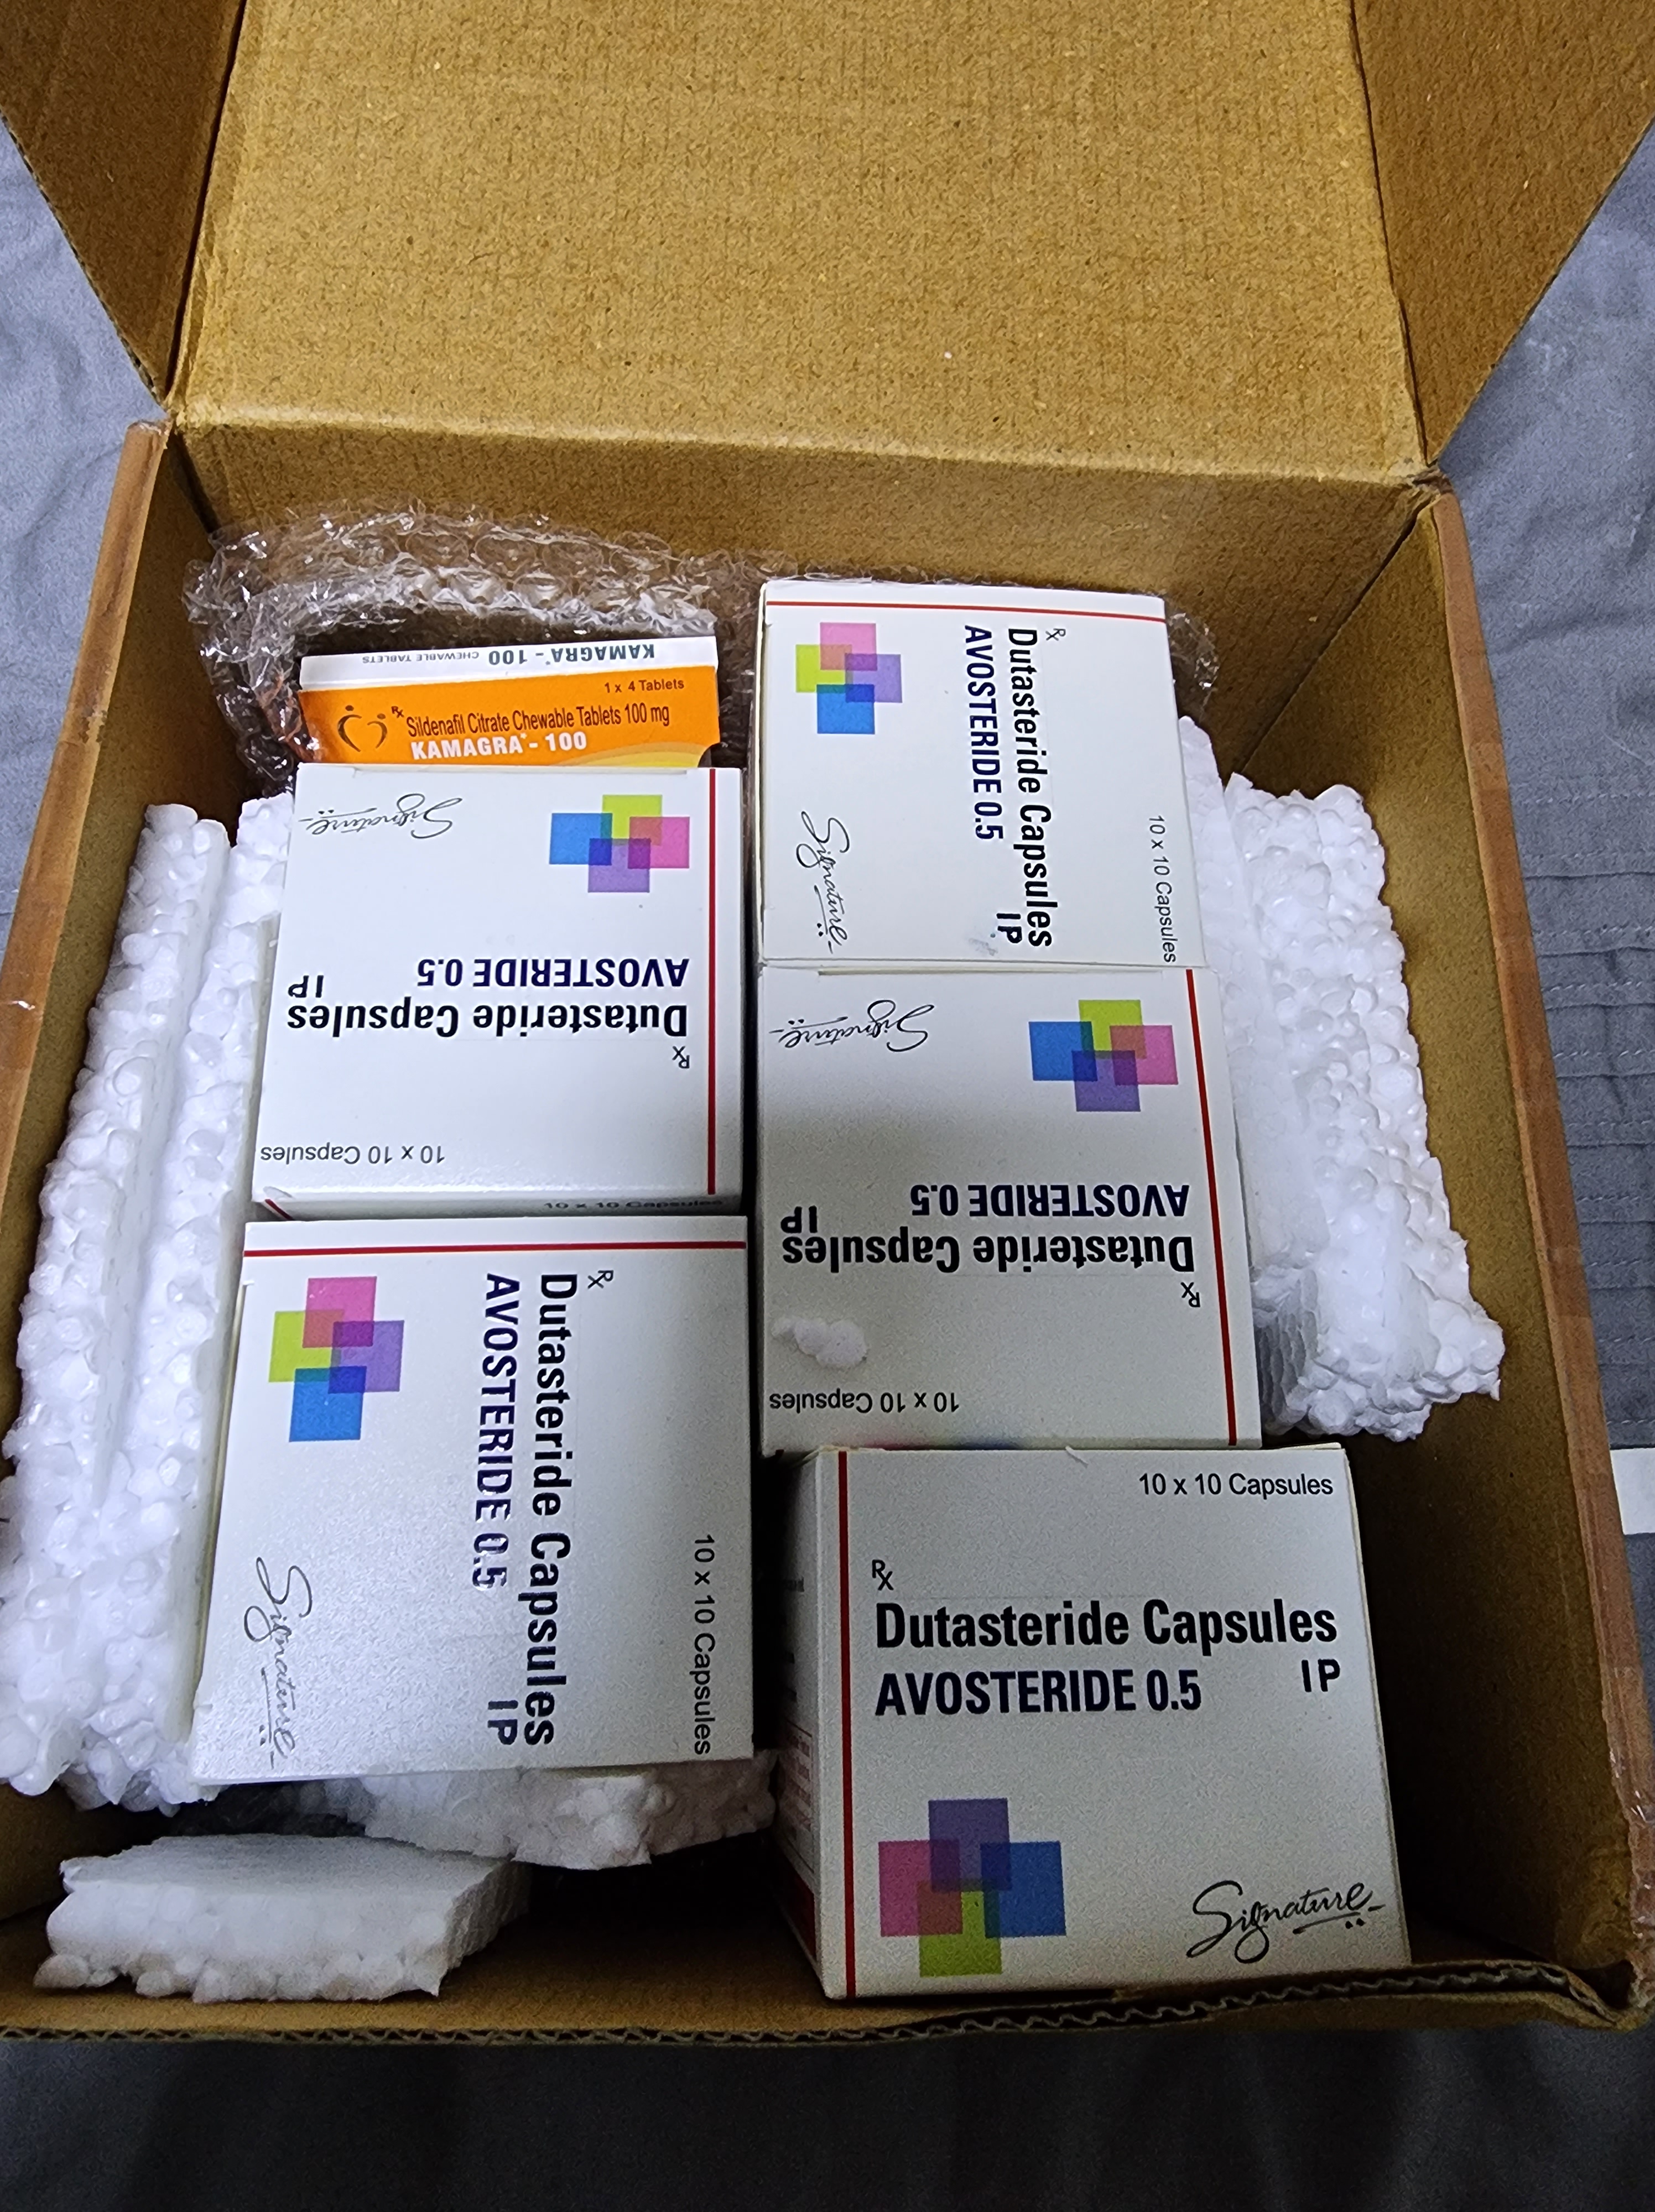 KAMAGRA®-100 CHEWABLE TABLETS
1 x 4 Tablets
Rx Sildenafil Citrate Chewable Tablets 100 mg
KAMAGRA®-100
Rx
Dutasteride Capsules
IP
AVOSTERIDE 0.5
10 x 10 Capsules
Signature
10 x 10 Capsules
Rx
Dutasteride Capsules
IP
AVOSTERIDE 0.5
Signature
10 x 10 Capsules
10 x 10 Capsules
Rx
Dutasteride Capsules
IP
AVOSTERIDE 0.5
Signature
Rx
Dutasteride Capsules
IP
AVOSTERIDE 0.5
10 x 10 Capsules
Signature
10 x 10 Capsules
Rx
Dutasteride Capsules
AVOSTERIDE 0.5 IP
Signature